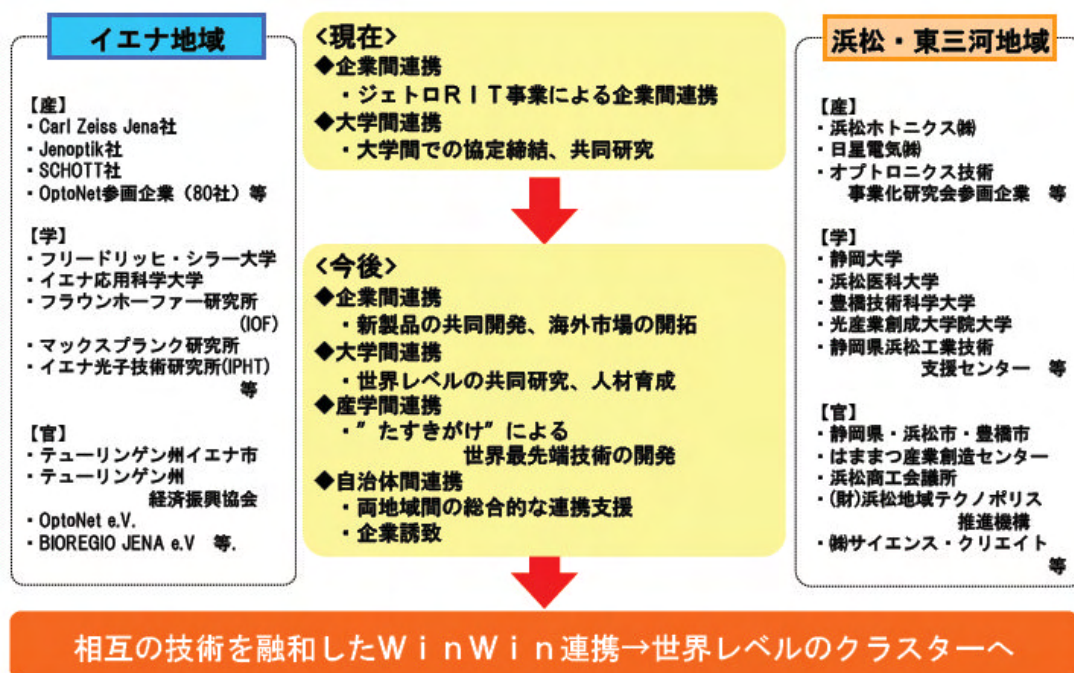 イエナ地域
【産】
・Carl Zeiss Jena社
・Jenoptik社
・SCHOTT社
・OptoNet参画企業（80社）等
【学】
・フリードリッヒ・シラー大学
・イエナ応用科学大学
・フラウンホーファー研究所
(IOF)
・マックスプランク研究所
・イエナ光子技術研究所(IPHT)
等
【官】
・テューリンゲン州イエナ市
・テューリンゲン州
経済振興協会
・OptoNet e.V.
・BIOREGIO JENA e.V 等.
<現在>
◆企業間連携
・ジェトロＲＩＴ事業による企業間連携
◆大学間連携
・大学間での協定締結、共同研究
<今後>
◆企業間連携
・新製品の共同開発、海外市場の開拓
◆大学間連携
・世界レベルの共同研究、人材育成
◆産学間連携
・”たすきがけ”による
世界最先端技術の開発
◆自治体間連携
・両地域間の総合的な連携支援
・企業誘致
浜松・東三河地域
【産】
・浜松ホトニクス㈱
・日星電気㈱
・オプトロニクス技術
事業化研究会参画企業 等
【学】
・静岡大学
・浜松医科大学
・豊橋技術科学大学
・光産業創成大学院大学
・静岡県浜松工業技術
支援センター 等
【官】
・静岡県・浜松市・豊橋市
・はままつ産業創造センター
・浜松商工会議所
・(財)浜松地域テクノポリス
推進機構
・㈱サイエンス・クリエイト
等
相互の技術を融和したＷｉｎＷｉｎ連携→世界レベルのクラスターへ